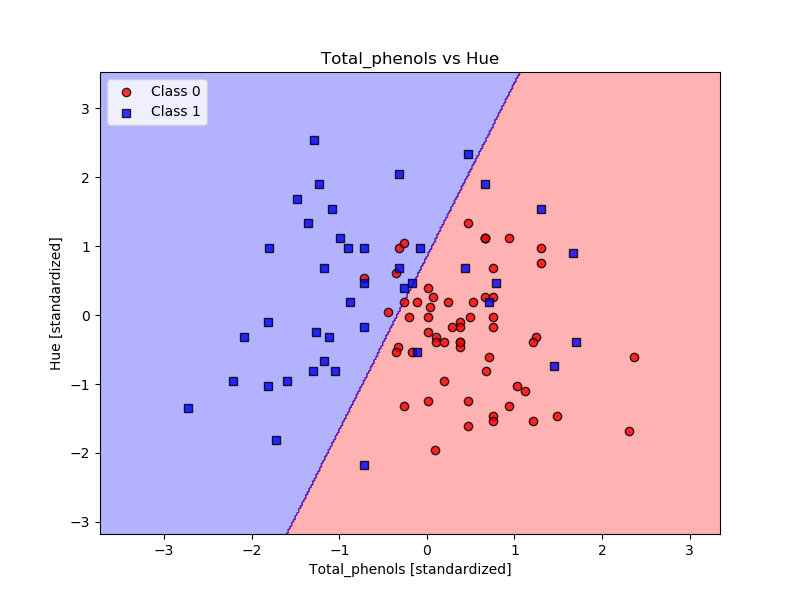 Total_phenols vs Hue
Class 0
Class 1
3
2
1
0
−1
−2
−3
Hue [standardized]
−3
−2
−1
0
1
2
3
Total_phenols [standardized]